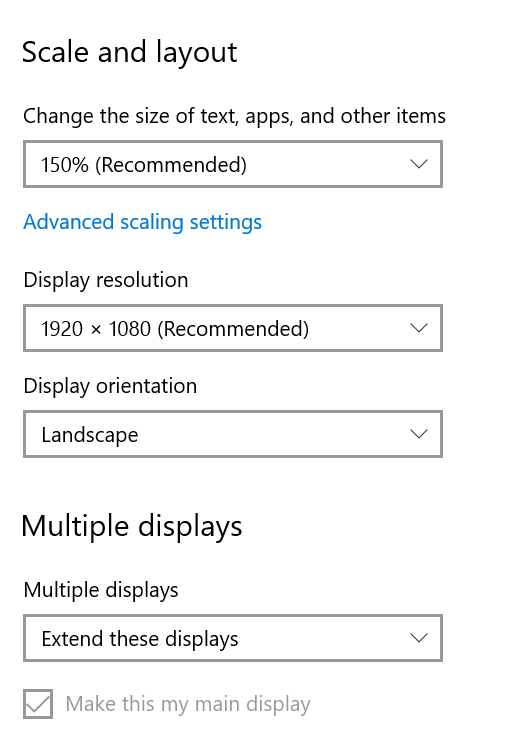 Scale and layout
Change the size of text, apps, and other items
150% (Recommended)
Advanced scaling settings
Display resolution
1920 × 1080 (Recommended)
Display orientation
Landscape
Multiple displays
Multiple displays
Extend these displays
Make this my main display